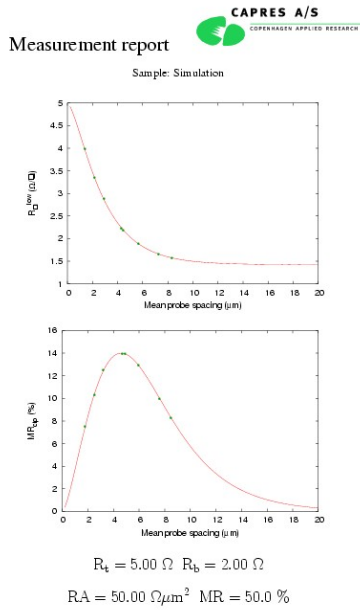 CAPRES A/S
COPENHAGEN APPLIED RESEARCH
Measurement report
Sample: Simulation
5
4.5
4
3.5
3
2.5
2
1.5
1
R□^low (Ω/□)
0 2 4 6 8 10 12 14 16 18 20
Mean probe spacing (μm)
16
14
12
10
8
6
4
2
0
MR_cip (%)
0 2 4 6 8 10 12 14 16 18 20
Mean probe spacing (μm)
R_t = 5.00 Ω R_b = 2.00 Ω
RA = 50.00 Ωμm² MR = 50.0 %